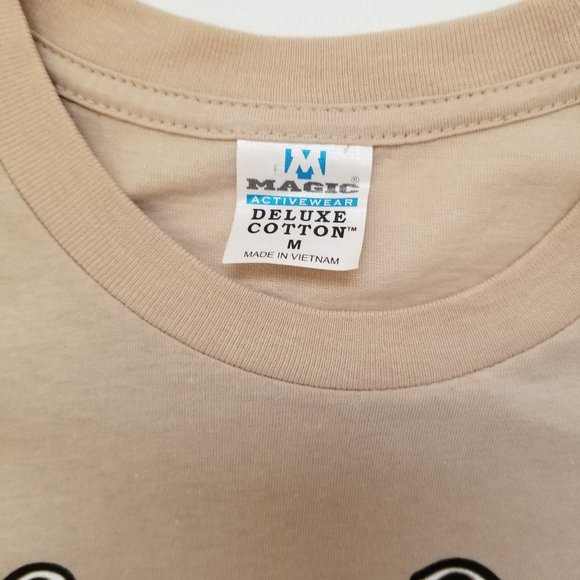 M
MAGIC®
ACTIVEWEAR
DELUXE
COTTON™
M
MADE IN VIETNAM